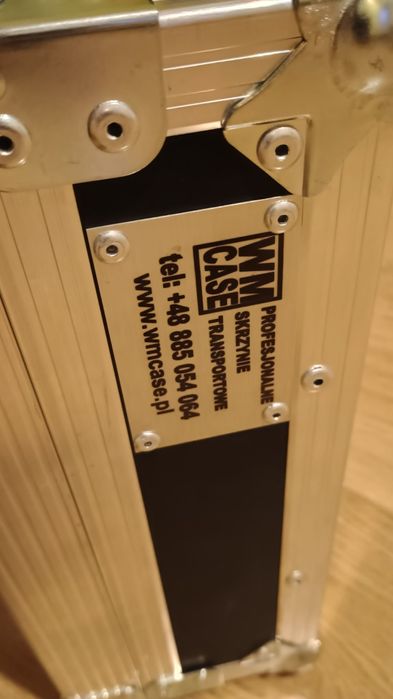 WM
CASE
PROFESJONALNE
SKRZYNIE
TRANSPORTOWE
tel: +48 885 054 064
www.wmcase.pl